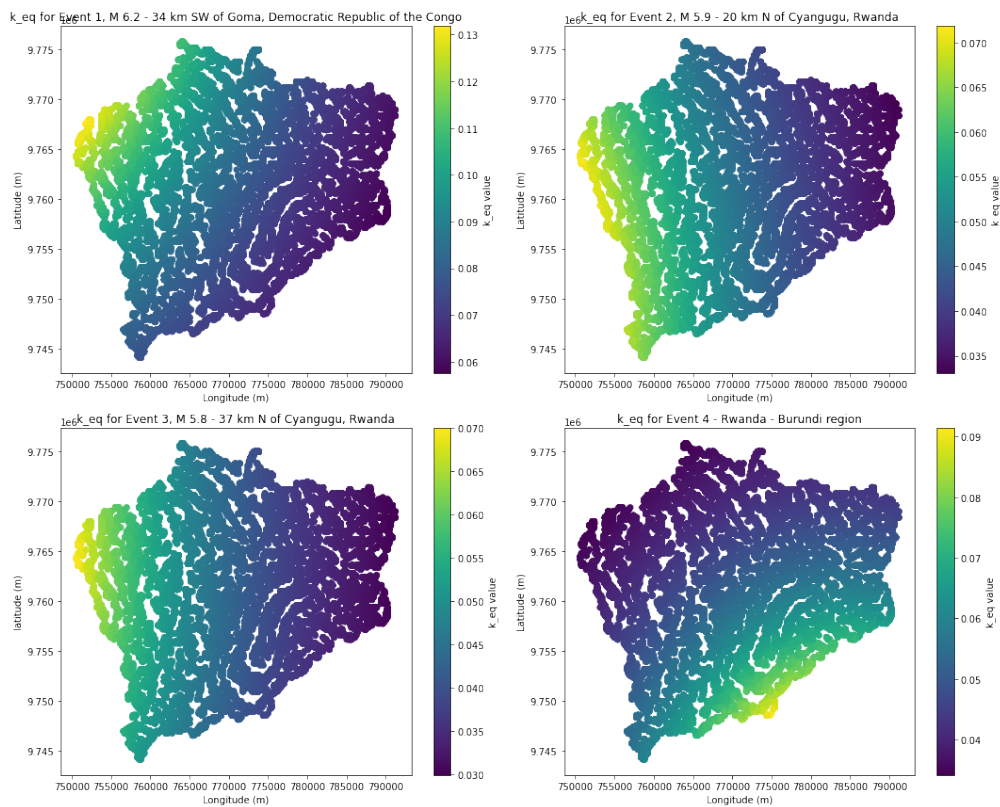 k_eq for Event 1, M 6.2 - 34 km SW of Goma, Democratic Republic of the Congo
1e6
9.775
9.770
9.765
9.760
9.755
9.750
9.745
Latitude (m)
750000 755000 760000 765000 770000 775000 780000 785000 790000
Longitude (m)
0.13
0.12
0.11
0.10
0.09
0.08
0.07
0.06
k_eq value
k_eq for Event 2, M 5.9 - 20 km N of Cyangugu, Rwanda
1e6
9.775
9.770
9.765
9.760
9.755
9.750
9.745
Latitude (m)
750000 755000 760000 765000 770000 775000 780000 785000 790000
Longitude (m)
0.070
0.065
0.060
0.055
0.050
0.045
0.040
0.035
k_eq value
k_eq for Event 3, M 5.8 - 37 km N of Cyangugu, Rwanda
1e6
9.775
9.770
9.765
9.760
9.755
9.750
9.745
latitude (m)
750000 755000 760000 765000 770000 775000 780000 785000 790000
Longitude (m)
0.070
0.065
0.060
0.055
0.050
0.045
0.040
0.035
0.030
k_eq value
k_eq for Event 4 - Rwanda - Burundi region
1e6
9.775
9.770
9.765
9.760
9.755
9.750
9.745
Latitude (m)
750000 755000 760000 765000 770000 775000 780000 785000 790000
Longitude (m)
0.09
0.08
0.07
0.06
0.05
0.04
k_eq value